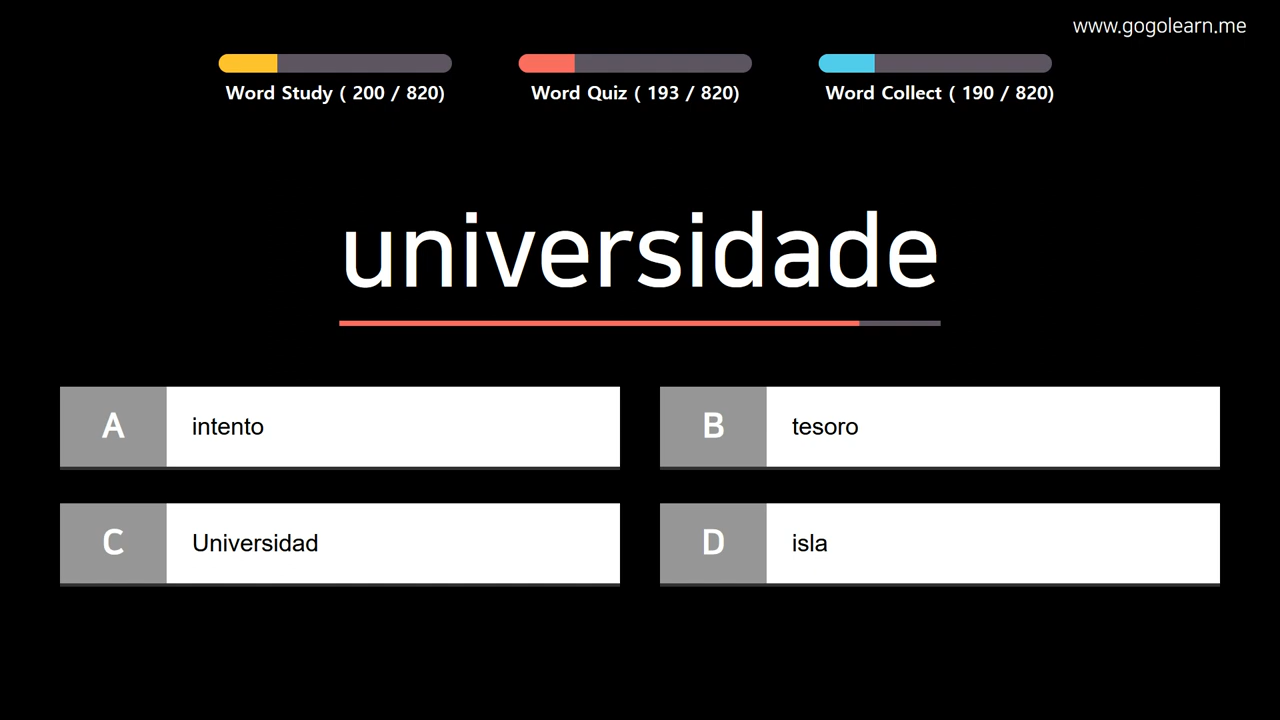 www.gogolearn.me
Word Study ( 200 / 820)
Word Quiz ( 193 / 820)
Word Collect ( 190 / 820)
universidade
A
intento
B
tesoro
C
Universidad
D
isla